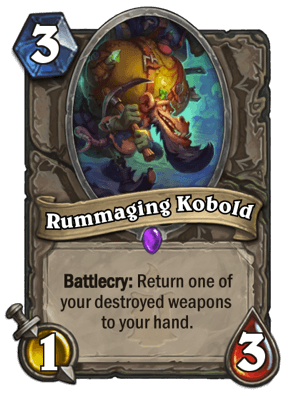 3
Rummaging Kobold
Battlecry: Return one of
your destroyed weapons
to your hand.
1
3